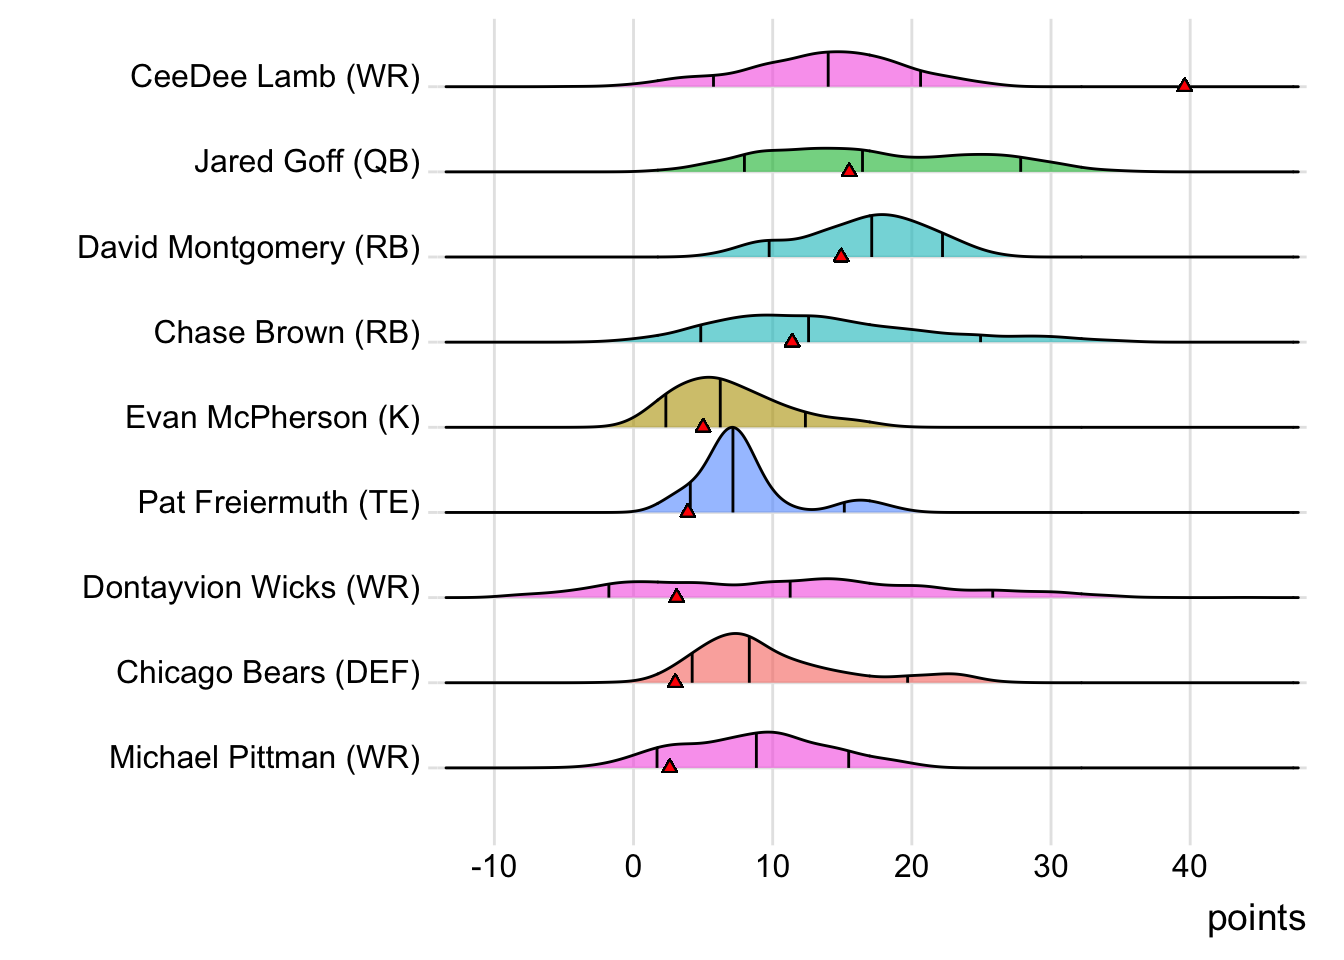 CeeDee Lamb (WR)
Jared Goff (QB)
David Montgomery (RB)
Chase Brown (RB)
Evan McPherson (K)
Pat Freiermuth (TE)
Dontayvion Wicks (WR)
Chicago Bears (DEF)
Michael Pittman (WR)
-10 0 10 20 30 40
points